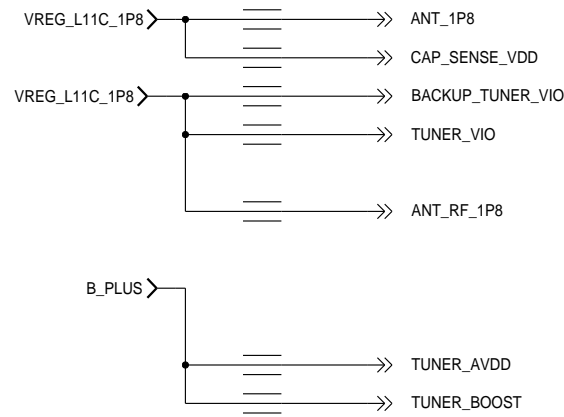 VREG_L11C_1P8 ANT_1P8
CAP_SENSE_VDD
VREG_L11C_1P8 BACKUP_TUNER_VIO
TUNER_VIO
ANT_RF_1P8
B_PLUS
TUNER_AVDD
TUNER_BOOST